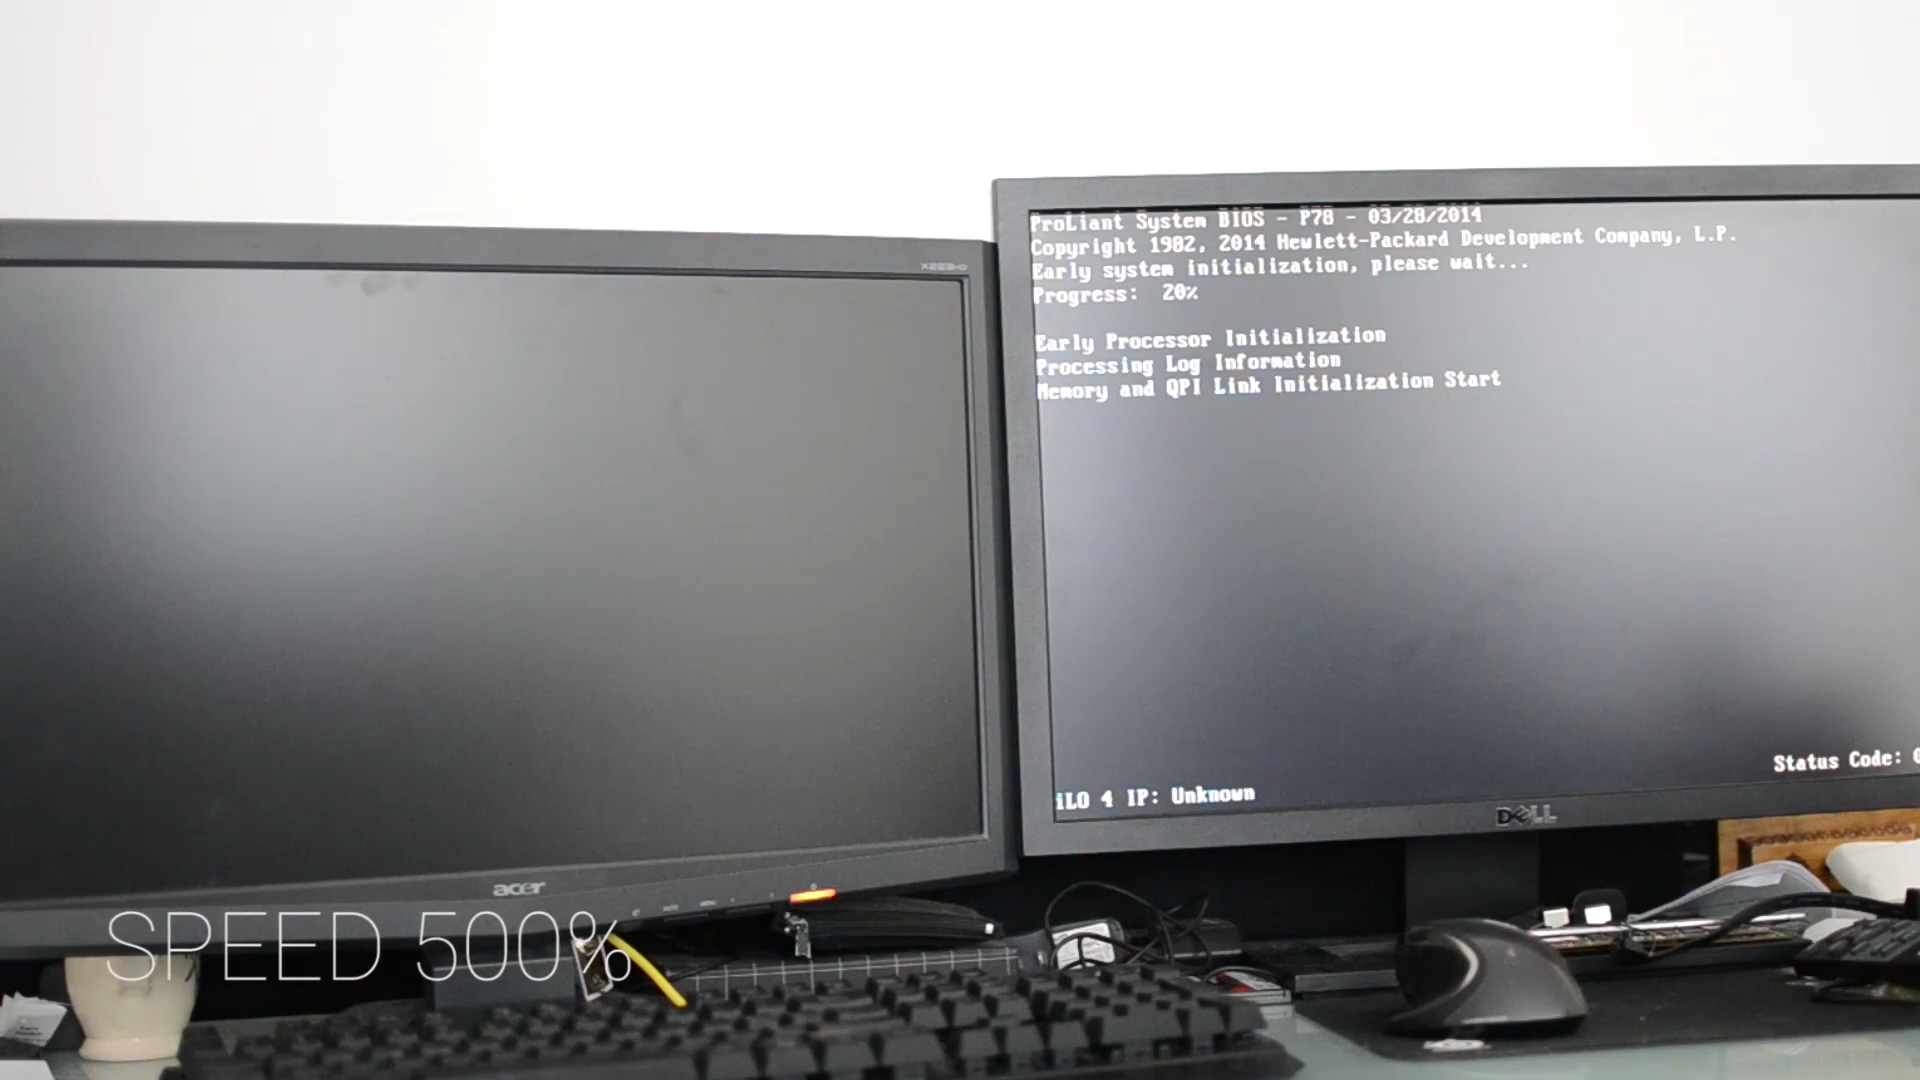 ProLiant System BIOS - P78 - 03/28/2014
Copyright 1982, 2014 Hewlett-Packard Development Company, L.P.
Early system initialization, please wait...
Progress: 20%
Early Processor Initialization
Processing Log Information
Memory and QPI Link Initialization Start
Status Code:
iLO 4 IP: Unknown
DELL
acer
SPEED 500%